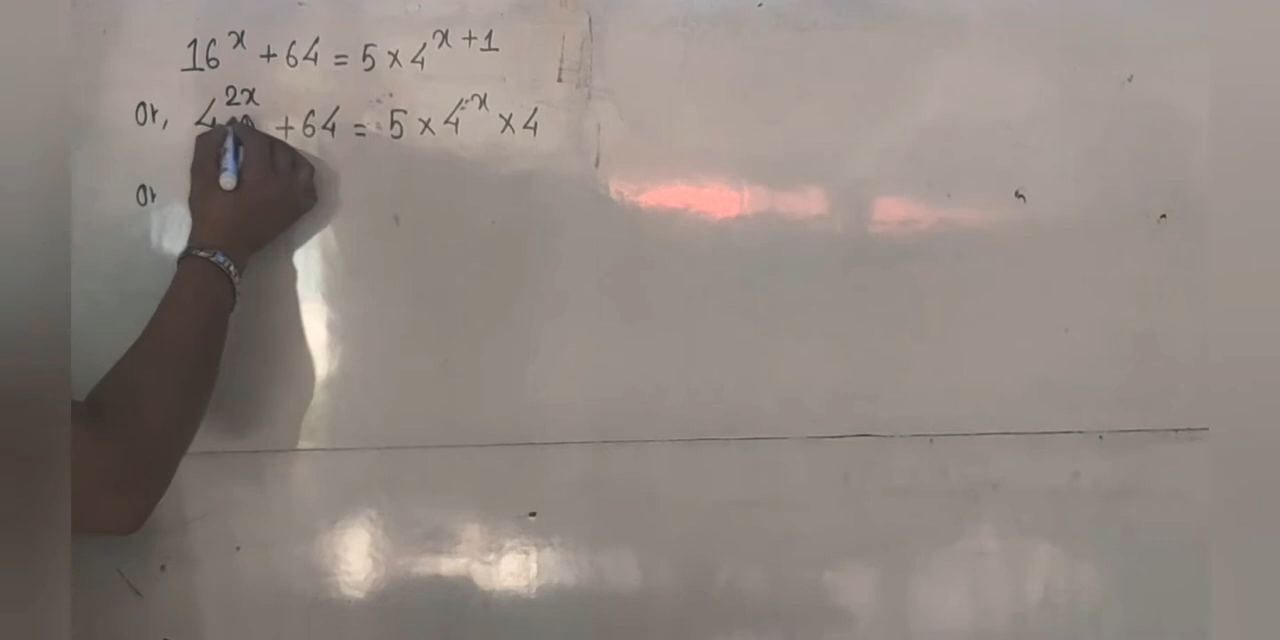 16^x + 64 = 5 × 4^x+1
Or, 4^2x + 64 = 5 × 4^x × 4
Or